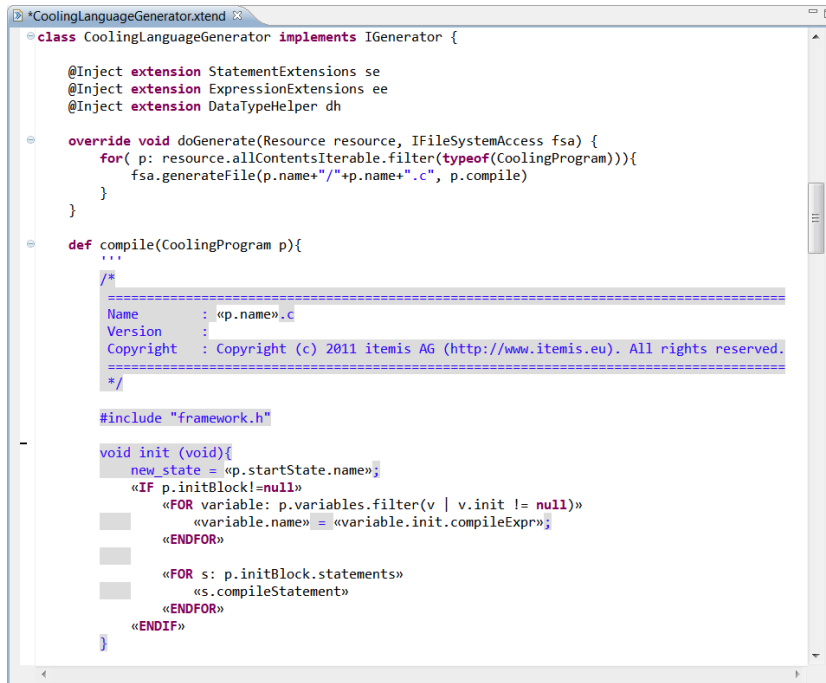 *CoolingLanguageGenerator.xtend
class CoolingLanguageGenerator implements IGenerator {
@Inject extension StatementExtensions se
@Inject extension ExpressionExtensions ee
@Inject extension DataTypeHelper dh
override void doGenerate(Resource resource, IFileSystemAccess fsa) {
for( p: resource.allContentsIterable.filter(typeof(CoolingProgram))){
fsa.generateFile(p.name+"/"+p.name+".c", p.compile)
}
}
def compile(CoolingProgram p){
'''
/*
=======================================================================================
Name : «p.name».c
Version :
Copyright : Copyright (c) 2011 itemis AG (http://www.itemis.eu). All rights reserved.
=======================================================================================
*/
#include "framework.h"
void init (void){
new_state = «p.startState.name»;
«IF p.initBlock!=null»
«FOR variable: p.variables.filter(v | v.init != null)»
«variable.name» = «variable.init.compileExpr»;
«ENDFOR»
«FOR s: p.initBlock.statements»
«s.compileStatement»
«ENDFOR»
«ENDIF»
}